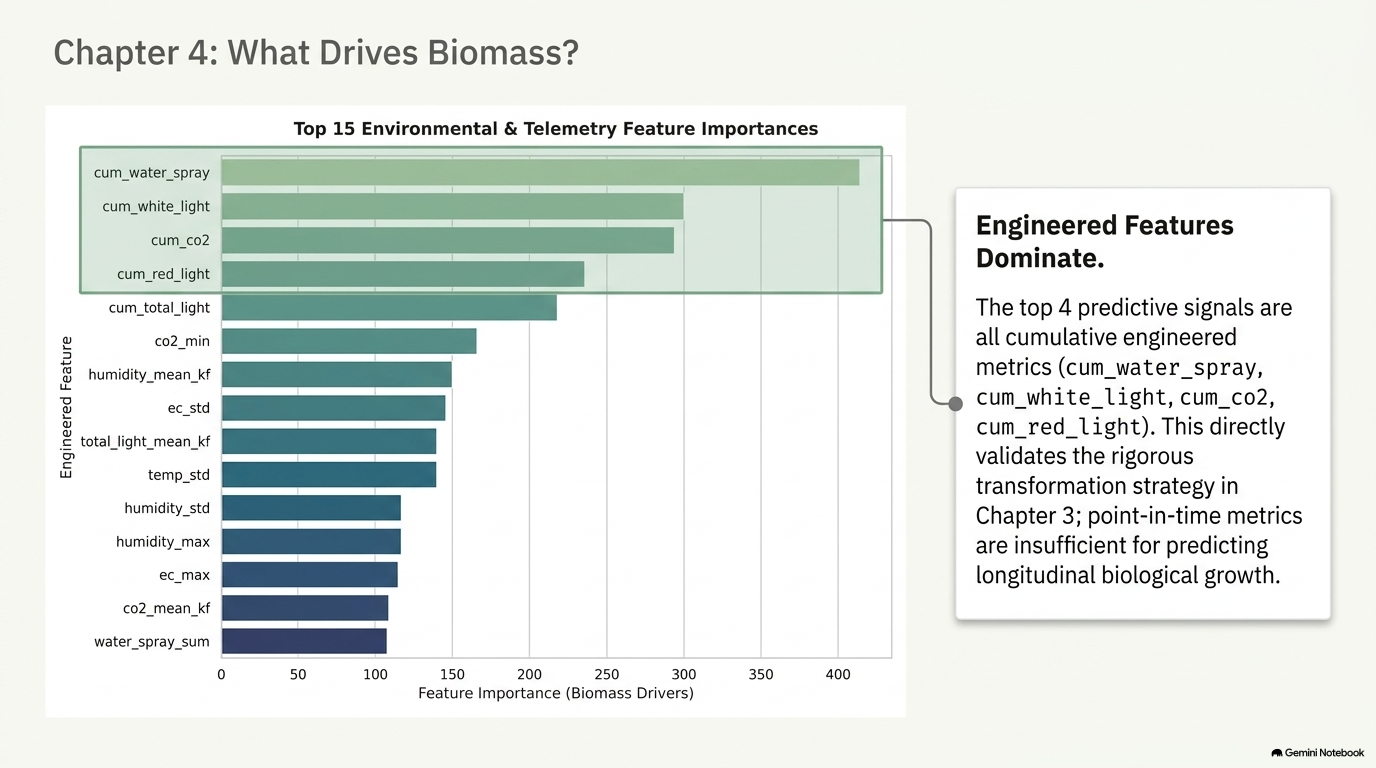 Chapter 4: What Drives Biomass?
Top 15 Environmental & Telemetry Feature Importances
Engineered Feature
cum_water_spray
cum_white_light
cum_co2
cum_red_light
cum_total_light
co2_min
humidity_mean_kf
ec_std
total_light_mean_kf
temp_std
humidity_std
humidity_max
ec_max
co2_mean_kf
water_spray_sum
0 50 100 150 200 250 300 350 400
Feature Importance (Biomass Drivers)
Engineered Features
Dominate.
The top 4 predictive signals are
all cumulative engineered
metrics (cum_water_spray,
cum_white_light, cum_co2,
cum_red_light). This directly
validates the rigorous
transformation strategy in
Chapter 3; point-in-time metrics
are insufficient for predicting
longitudinal biological growth.
Gemini Notebook